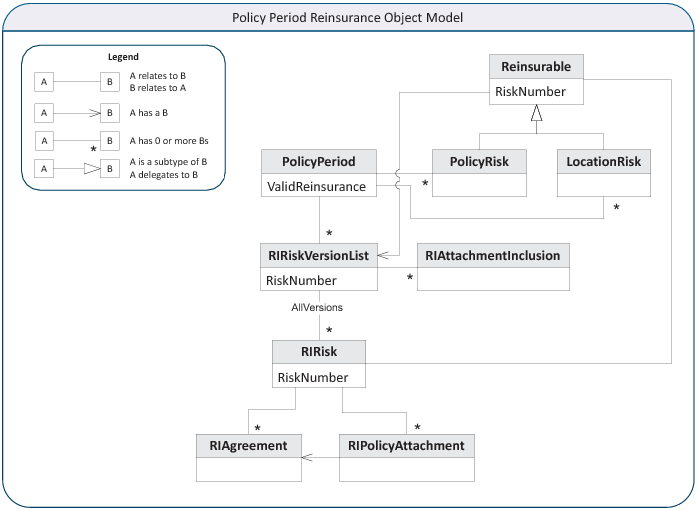 Policy Period Reinsurance Object Model
Legend
A B A relates to B
B relates to A
A B A has a B
A * B A has 0 or more Bs
A B A is a subtype of B
A delegates to B
Reinsurable
RiskNumber
PolicyPeriod
ValidReinsurance
*
PolicyRisk
LocationRisk
*
*
RIRiskVersionList
RiskNumber
*
RIAttachmentInclusion
AllVersions
*
RIRisk
RiskNumber
*
*
RIAgreement
RIPolicyAttachment